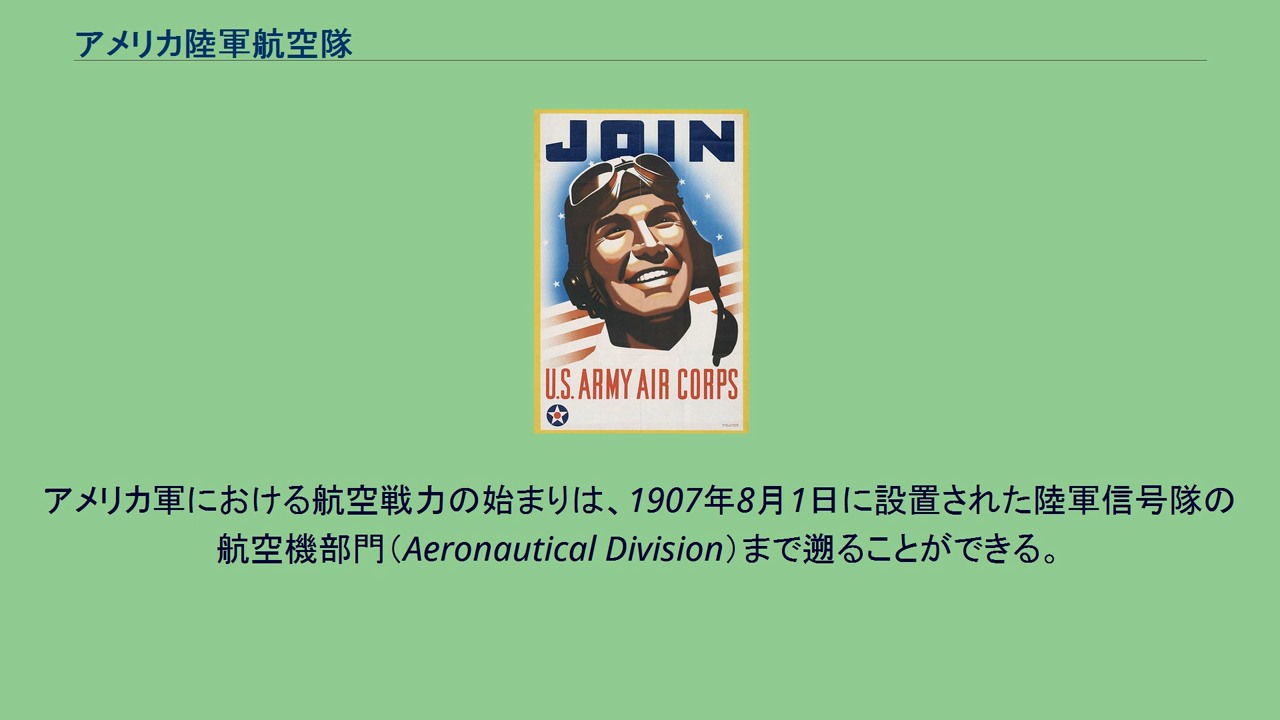 アメリカ陸軍航空隊
JOIN
U.S. ARMY AIR CORPS
アメリカ軍における航空戦力の始まりは、1907年8月1日に設置された陸軍信号隊の
航空機部門（Aeronautical Division）まで遡ることができる。